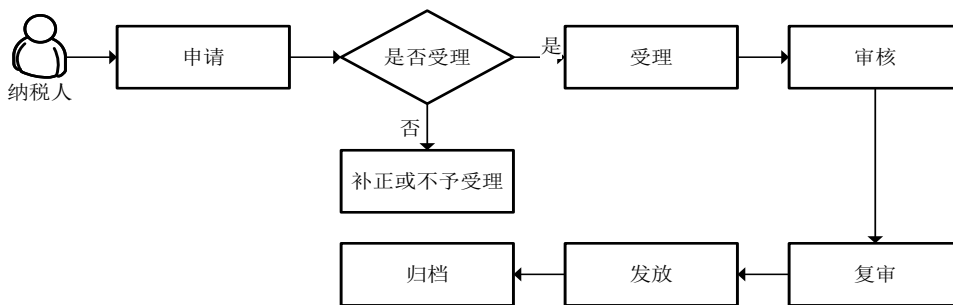 纳税人
申请
是否受理
是
受理
审核
否
补正或不予受理
归档
发放
复审